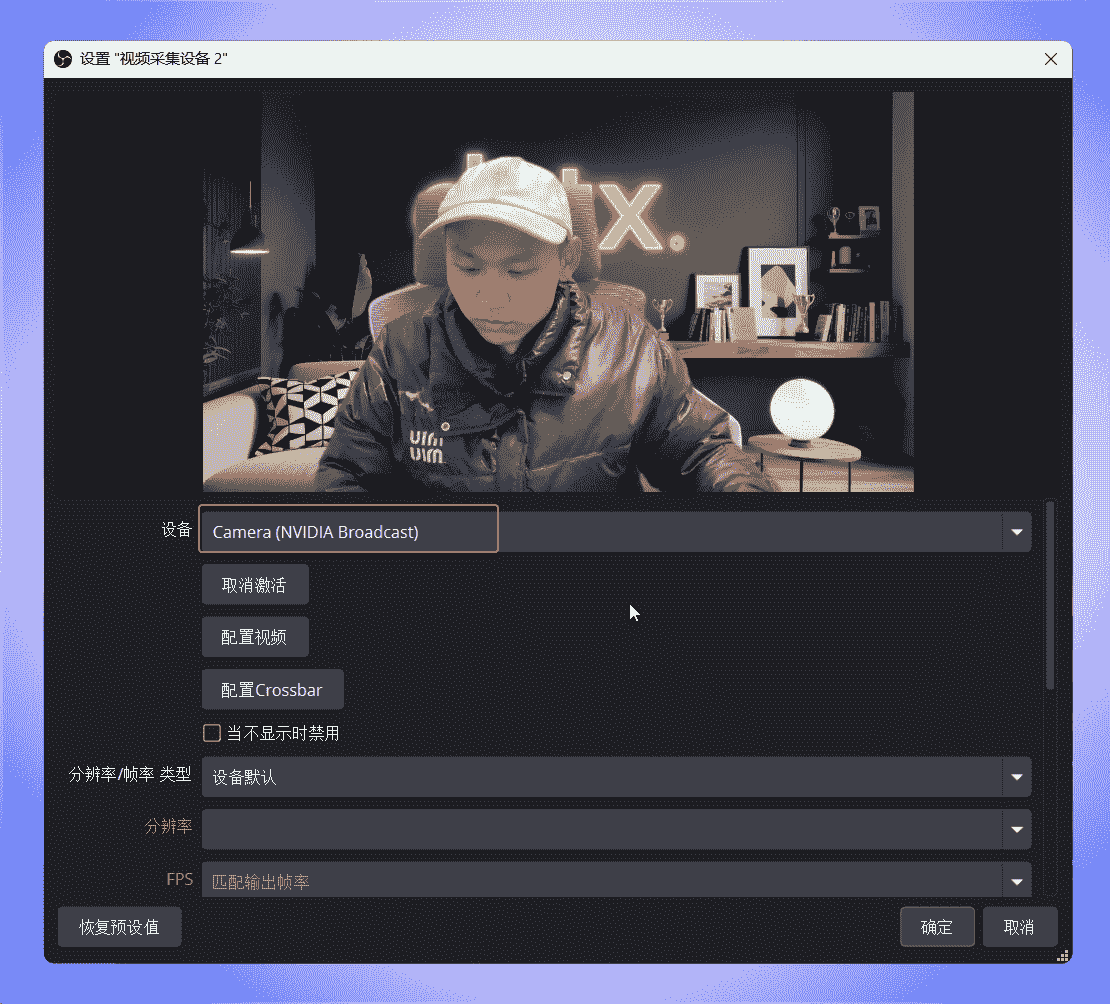 设置 "视频采集设备 2"
x.
设备
Camera (NVIDIA Broadcast)
取消激活
配置视频
配置Crossbar
当不显示时禁用
分辨率/帧率 类型
设备默认
分辨率
FPS
匹配输出帧率
恢复预设值
确定
取消